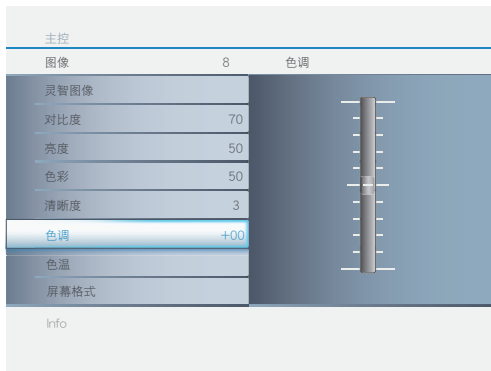 主控
图像 8 色调
灵智图像
对比度 70
亮度 50
色彩 50
清晰度 3
色调 +00
色温
屏幕格式
Info